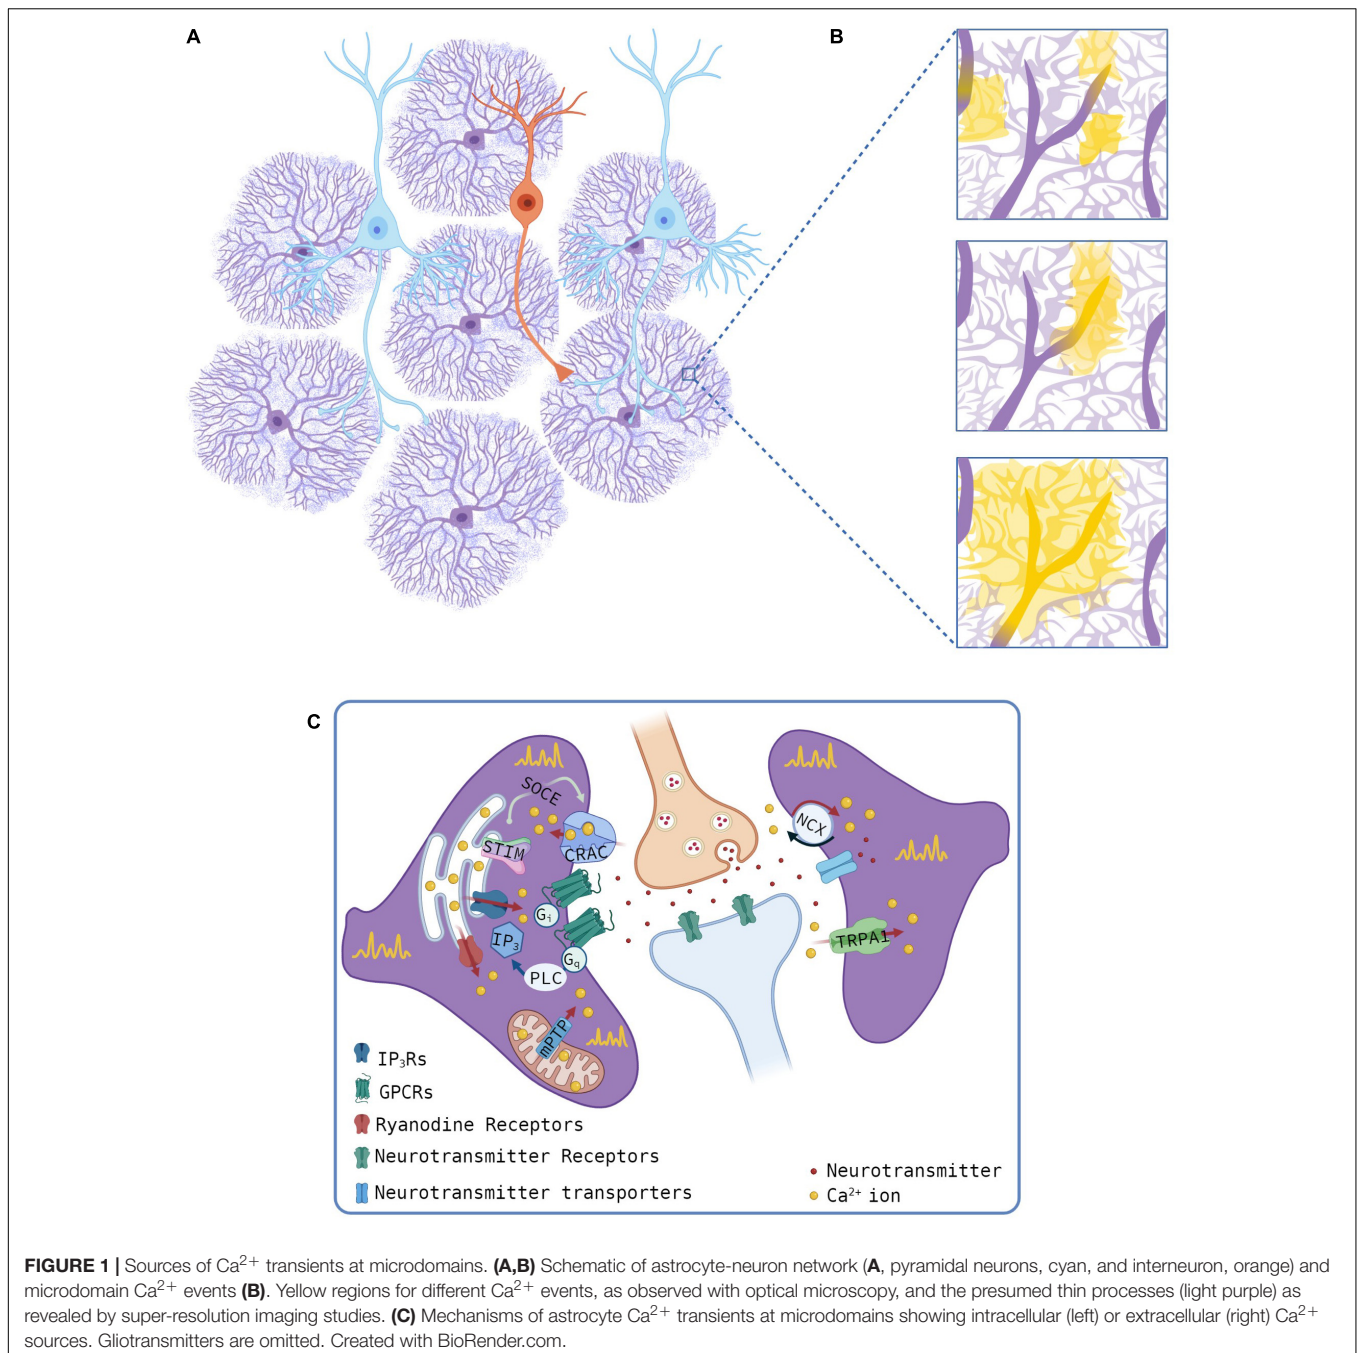 A
B
C
SOCE
STIM
CRAC
Gi
IP3
Gq
PLC
mPTP
NCX
TRPA1
IP3Rs
GPCRs
Ryanodine Receptors
Neurotransmitter Receptors
Neurotransmitter transporters
Neurotransmitter
Ca2+ ion
FIGURE 1 | Sources of Ca2+ transients at microdomains. (A,B) Schematic of astrocyte-neuron network (A, pyramidal neurons, cyan, and interneuron, orange) and
microdomain Ca2+ events (B). Yellow regions for different Ca2+ events, as observed with optical microscopy, and the presumed thin processes (light purple) as
revealed by super-resolution imaging studies. (C) Mechanisms of astrocyte Ca2+ transients at microdomains showing intracellular (left) or extracellular (right) Ca2+
sources. Gliotransmitters are omitted. Created with BioRender.com.